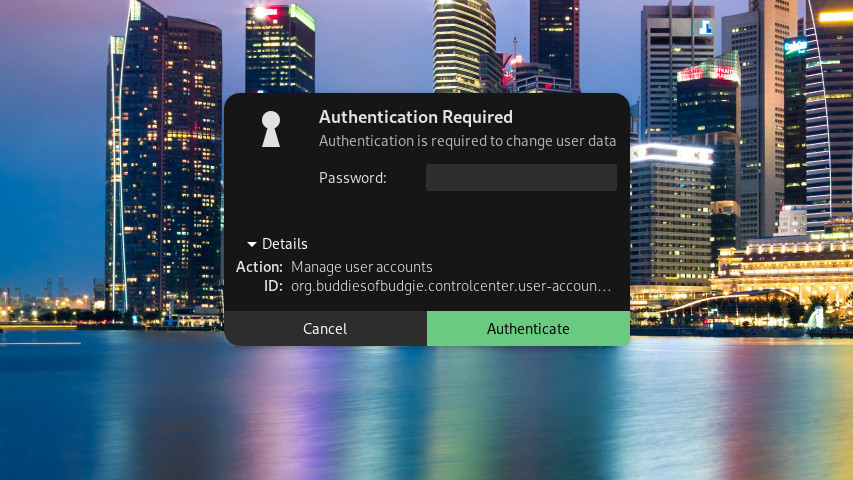 Authentication Required
Authentication is required to change user data
Password:
Details
Action: Manage user accounts
ID: org.buddiesofbudgie.controlcenter.user-accoun…
Cancel
Authenticate